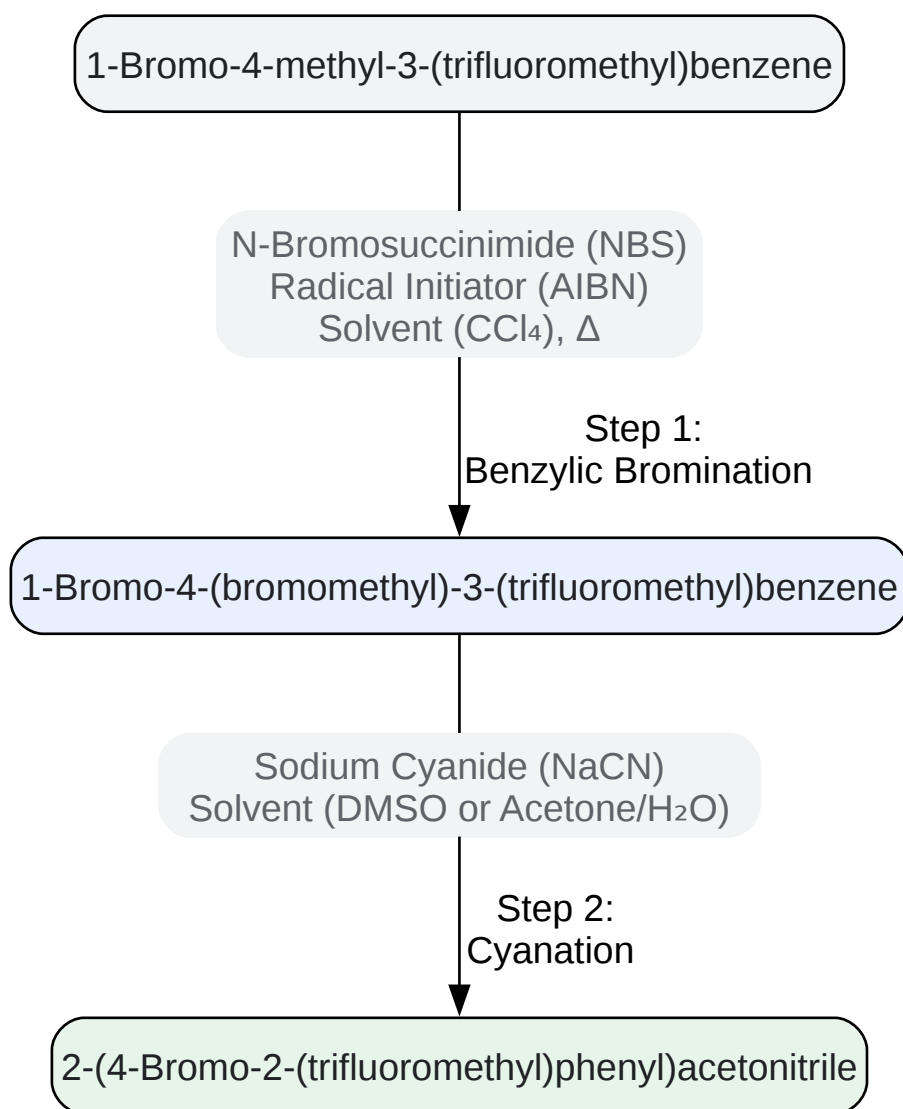 1-Bromo-4-methyl-3-(trifluoromethyl)benzene
N-Bromosuccinimide (NBS)
Radical Initiator (AIBN)
Solvent (CCl₄), Δ
Step 1:
Benzylic Bromination
1-Bromo-4-(bromomethyl)-3-(trifluoromethyl)benzene
Sodium Cyanide (NaCN)
Solvent (DMSO or Acetone/H₂O)
Step 2:
Cyanation
2-(4-Bromo-2-(trifluoromethyl)phenyl)acetonitrile